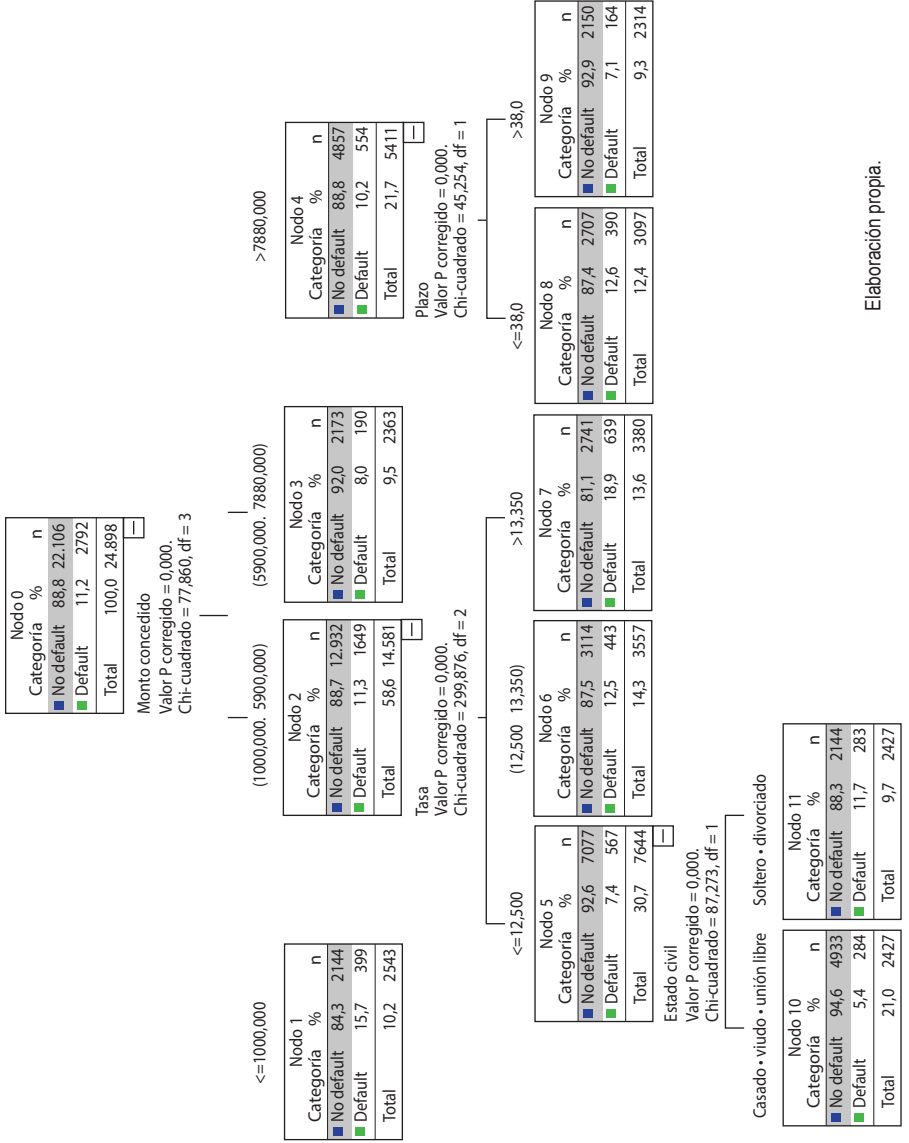 Nodo 0
Categoría % n
No default 88,8 22.106
Default 11,2 2792
Total 100,0 24.898
Monto concedido
Valor P corregido = 0,000.
Chi- cuadrado = 77,860, df = 3
<=1000,000
(1000,000. 5900,000)
(5900,000. 7880,000)
>7880,000
Nodo 1
Categoría % n
No default 84,3 2144
Default 15,7 399
Total 10,2 2543
Nodo 2
Categoría % n
No default 88,7 12.932
Default 11,3 1649
Total 58,6 14.581
Nodo 3
Categoría % n
No default 92,0 2173
Default 8,0 190
Total 9,5 2363
Nodo 4
Categoría % n
No default 88,8 4857
Default 10,2 554
Total 21,7 5411
Tasa
Valor P corregido = 0,000.
Chi-cuadrado = 299,876, df = 2
Plazo
Valor P corregido = 0,000.
Chi-cuadrado = 45,254, df = 1
<=12,500
(12,500 13,350)
>13,350
<=38,0
>38,0
Nodo 5
Categoría % n
No default 92,6 7077
Default 7,4 567
Total 30,7 7644
Nodo 6
Categoría % n
No default 87,5 3114
Default 12,5 443
Total 14,3 3557
Nodo 7
Categoría % n
No default 81,1 2741
Default 18,9 639
Total 13,6 3380
Nodo 8
Categoría % n
No default 87,4 2707
Default 12,6 390
Total 12,4 3097
Nodo 9
Categoría % n
No default 92,9 2150
Default 7,1 164
Total 9,3 2314
Estado civil
Valor P corregido = 0,000.
Chi-cuadrado = 87,273, df = 1
Casado • viudo • unión libre
Soltero • divorciado
Nodo 10
Categoría % n
No default 94,6 4933
Default 5,4 284
Total 21,0 2427
Nodo 11
Categoría % n
No default 88,3 2144
Default 11,7 283
Total 9,7 2427
Elaboración propia.